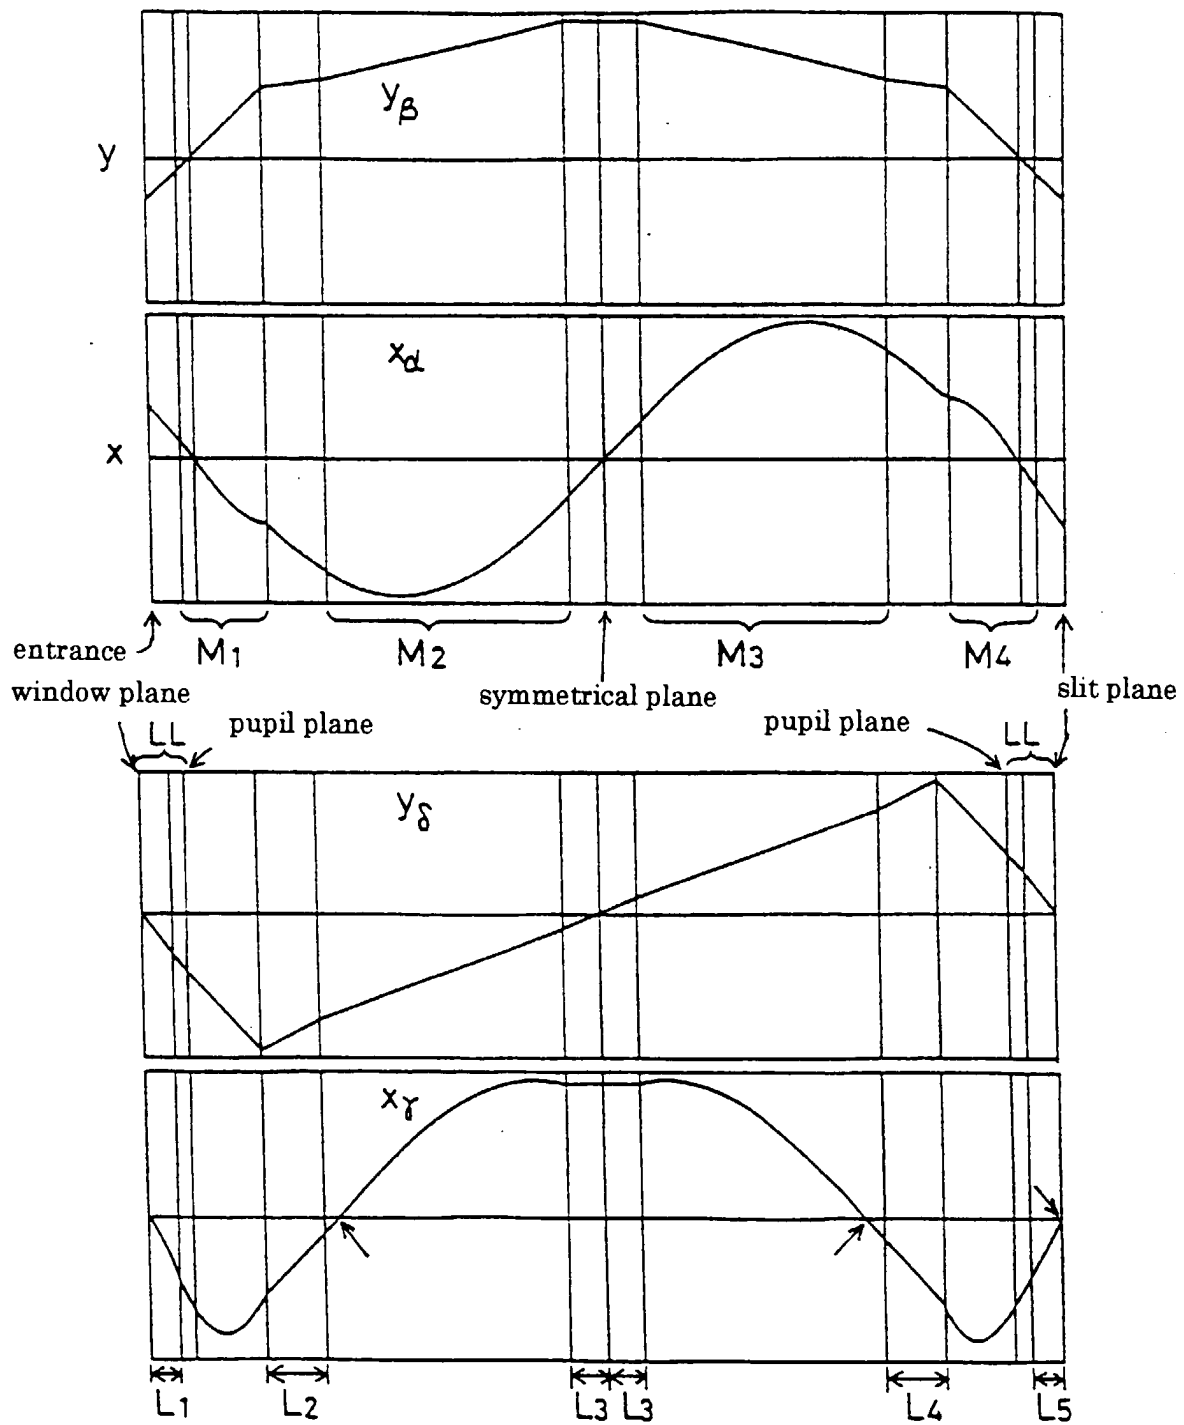 yβ
y
xα
x
M1 M2 M3 M4
entrance window plane
symmetrical plane
slit plane
LL pupil plane
pupil plane LL
yδ
xγ
L1 L2 L3 L3 L4 L5